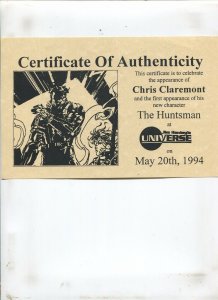 Certificate Of Authenticity
This certificate is to celebrate
the appearance of
Chris Claremont
and the first appearance of his
new character
The Huntsman
at
UNIVERSE
on
May 20th, 1994